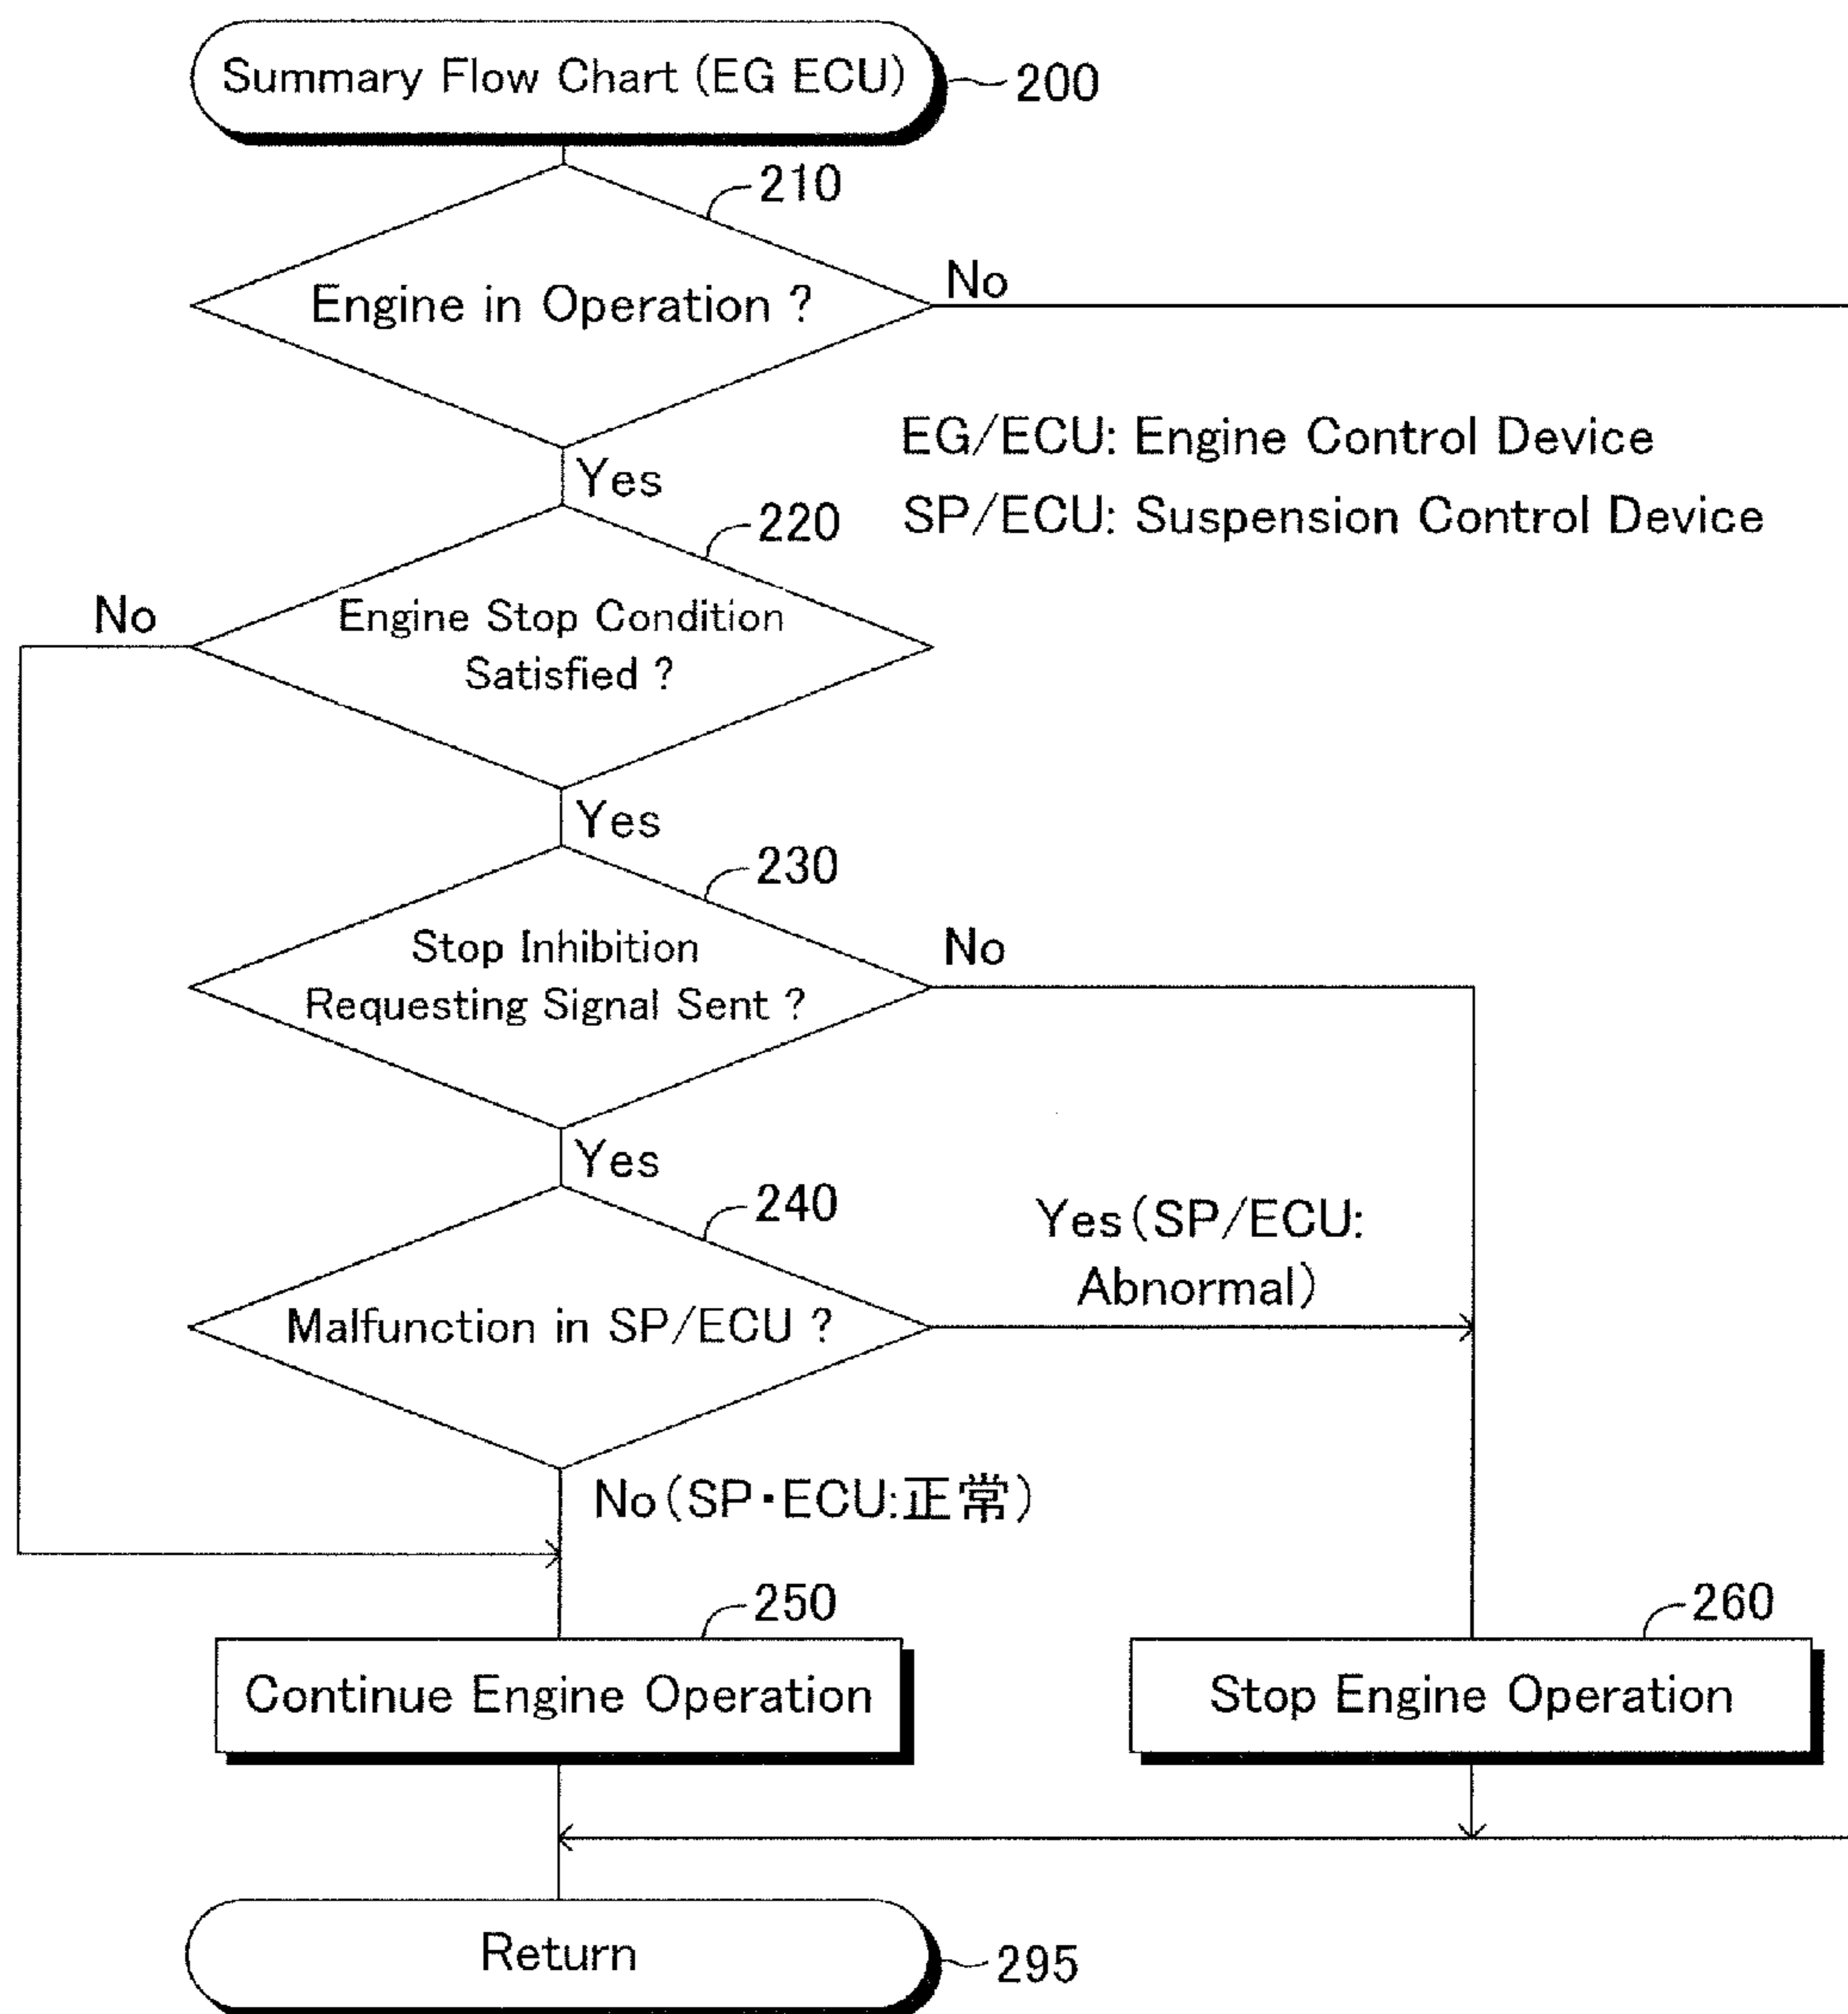 Summary Flow Chart (EG ECU)
200
210
Engine in Operation ?
No
EG/ECU: Engine Control Device
SP/ECU: Suspension Control Device
Yes
220
No
Engine Stop Condition
Satisfied ?
Yes
230
Stop Inhibition
Requesting Signal Sent ?
No
Yes
240
Yes(SP/ECU:
Abnormal)
Malfunction in SP/ECU ?
No(SP・ECU:正常)
250
260
Continue Engine Operation
Stop Engine Operation
Return
295